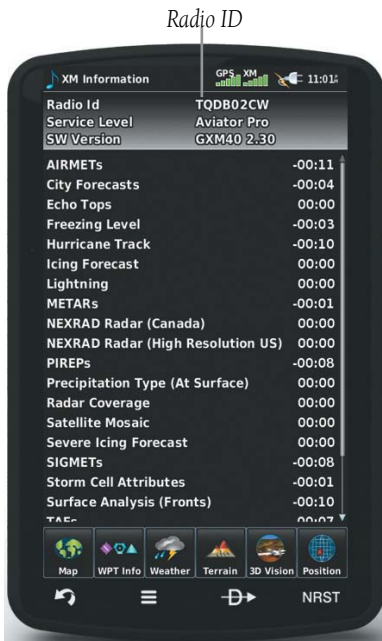 Radio ID
XM Information GPS XM 11:01
Radio Id TQDB02CW
Service Level Aviator Pro
SW Version GXM40 2.30
AIRMETs -00:11
City Forecasts -00:04
Echo Tops 00:00
Freezing Level -00:03
Hurricane Track -00:10
Icing Forecast 00:00
Lightning 00:00
METARs -00:01
NEXRAD Radar (Canada) 00:00
NEXRAD Radar (High Resolution US) 00:00
PIREPs -00:08
Precipitation Type (At Surface) 00:00
Radar Coverage 00:00
Satellite Mosaic 00:00
Severe Icing Forecast 00:00
SIGMETs -00:08
Storm Cell Attributes -00:01
Surface Analysis (Fronts) -00:10
TAFs 00:07
Map WPT Info Weather Terrain 3D Vision Position
D NRST